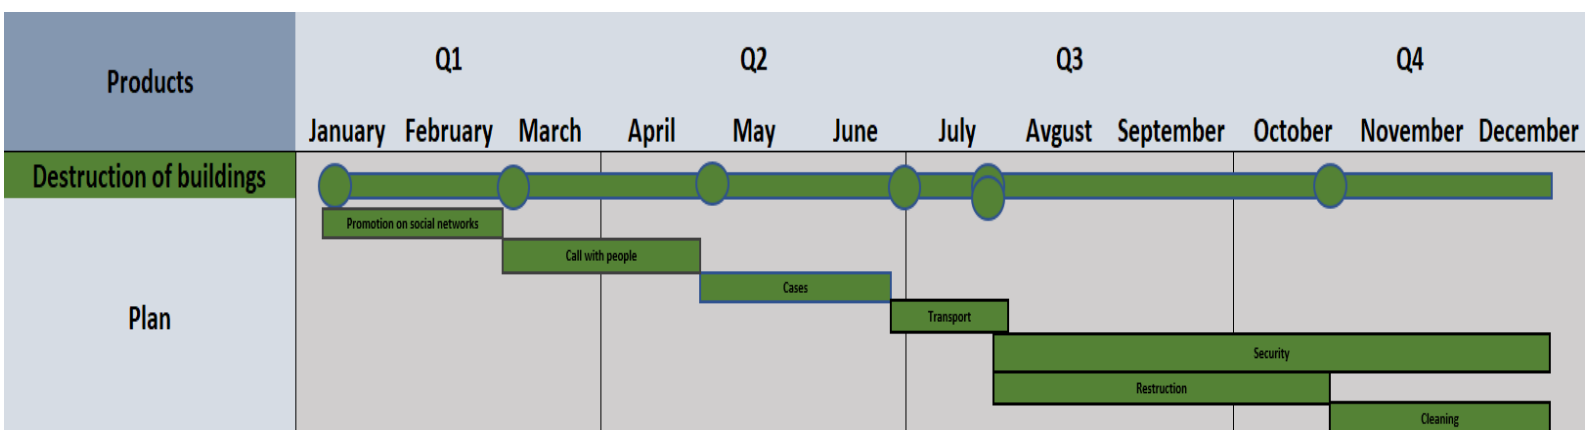 Products
Q1 Q2 Q3 Q4
January February March April May June July Avgust September October November December
Destruction of buildings
Promotion on social networks
Call with people
Cases
Plan
Transport
Security
Restruction
Cleaning